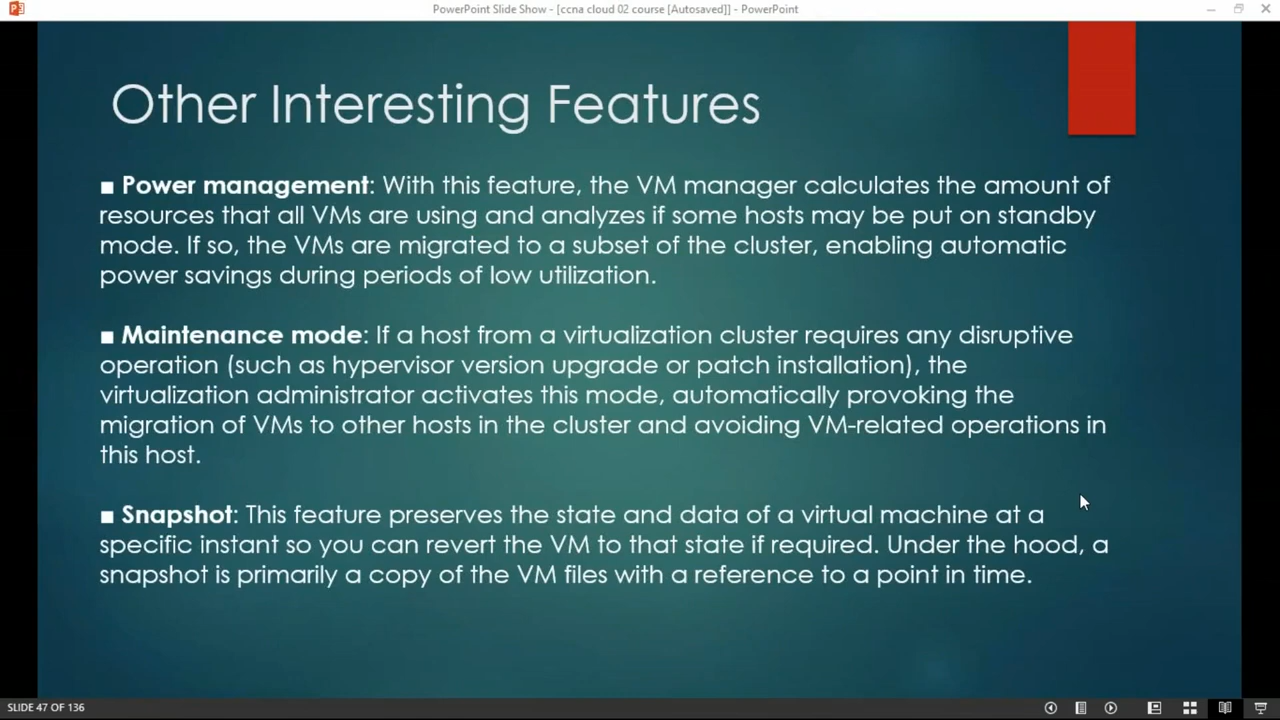 PowerPoint Slide Show - [ccna cloud 02 course [Autosaved]] - PowerPoint
Other Interesting Features
■ Power management: With this feature, the VM manager calculates the amount of
resources that all VMs are using and analyzes if some hosts may be put on standby
mode. If so, the VMs are migrated to a subset of the cluster, enabling automatic
power savings during periods of low utilization.
■ Maintenance mode: If a host from a virtualization cluster requires any disruptive
operation (such as hypervisor version upgrade or patch installation), the
virtualization administrator activates this mode, automatically provoking the
migration of VMs to other hosts in the cluster and avoiding VM-related operations in
this host.
■ Snapshot: This feature preserves the state and data of a virtual machine at a
specific instant so you can revert the VM to that state if required. Under the hood, a
snapshot is primarily a copy of the VM files with a reference to a point in time.
SLIDE 47 OF 136